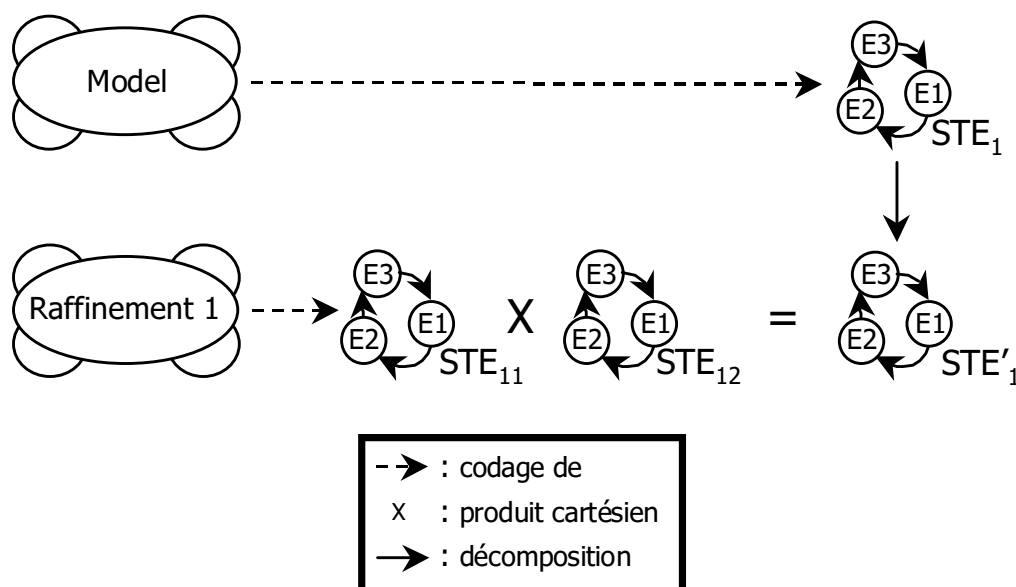 Model
E3
E1
E2
STE₁
Raffinement 1
E3
E1
E2
STE₁₁
X
E3
E1
E2
STE₁₂
=
E3
E1
E2
STE'₁
: codage de
X : produit cartésien
: décomposition